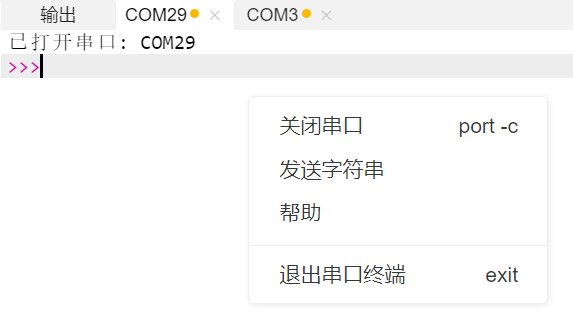 输出 COM29 COM3
已打开串口: COM29
>>>
关闭串口 port -c
发送字符串
帮助
退出串口终端 exit